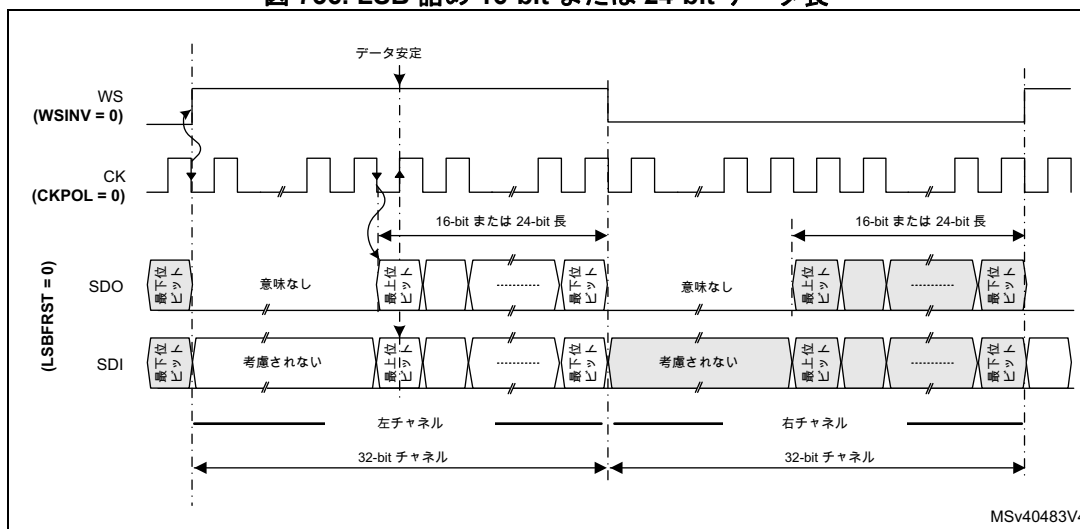 図 766. LSB 詰め 16-bit または 24-bit データ長
データ安定
WS
(WSINV = 0)
CK
(CKPOL = 0)
16-bit または 24-bit 長
16-bit または 24-bit 長
(LSBFRST = 0)
SDO
最下位ビット
意味なし
最上位ビット
最下位ビット
意味なし
最上位ビット
最下位ビット
SDI
最下位ビット
考慮されない
最上位ビット
最下位ビット
考慮されない
最上位ビット
最下位ビット
左チャネル
右チャネル
32-bit チャネル
32-bit チャネル
MSv40483V4